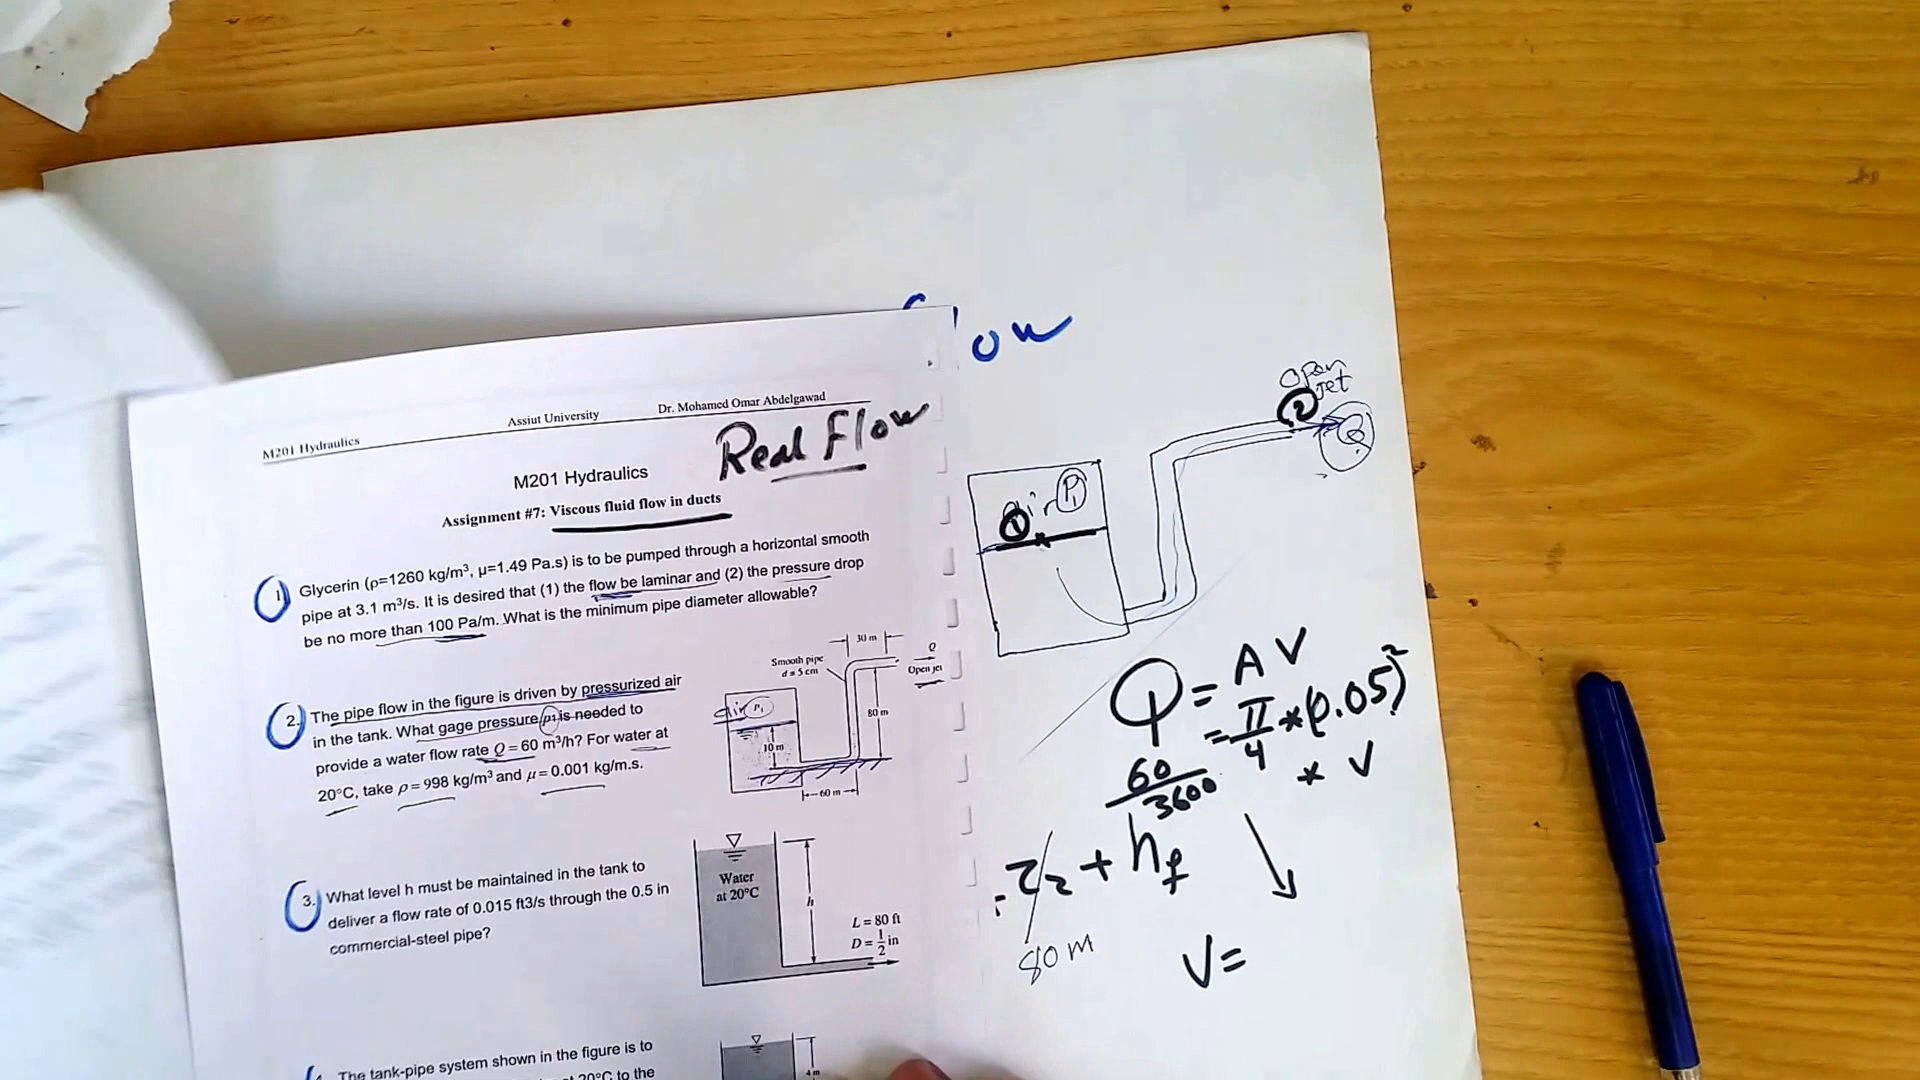 flow
M201 Hydraulics
Assiut University
Dr. Mohamed Omar Abdelgawad
Real Flow
M201 Hydraulics
Assignment #7: Viscous fluid flow in ducts
1. Glycerin (ρ=1260 kg/m³, μ=1.49 Pa.s) is to be pumped through a horizontal smooth
pipe at 3.1 m³/s. It is desired that (1) the flow be laminar and (2) the pressure drop
be no more than 100 Pa/m. What is the minimum pipe diameter allowable?
2. The pipe flow in the figure is driven by pressurized air
in the tank. What gage pressure p1 is needed to
provide a water flow rate Q = 60 m³/h? For water at
20°C, take ρ = 998 kg/m³ and μ = 0.001 kg/m.s.
30 m
Smooth pipe
d = 5 cm
Q
Open jet
air P₁
80 m
10 m
60 m
3. What level h must be maintained in the tank to
deliver a flow rate of 0.015 ft3/s through the 0.5 in
commercial-steel pipe?
Water
at 20°C
h
L = 80 ft
D = 1/2 in
The tank-pipe system shown in the figure is to
at 20°C to the
4 m
Open
Jet
2
Q
air P₁
1
Q = A V
= π/4 * (0.05)²
* V
60/3600
Z₂ + hf
80 m
V =